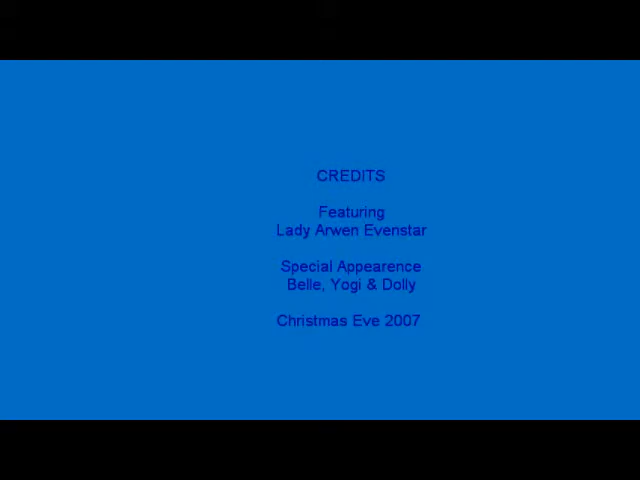 CREDITS
Featuring
Lady Arwen Evenstar
Special Appearence
Belle, Yogi & Dolly
Christmas Eve 2007